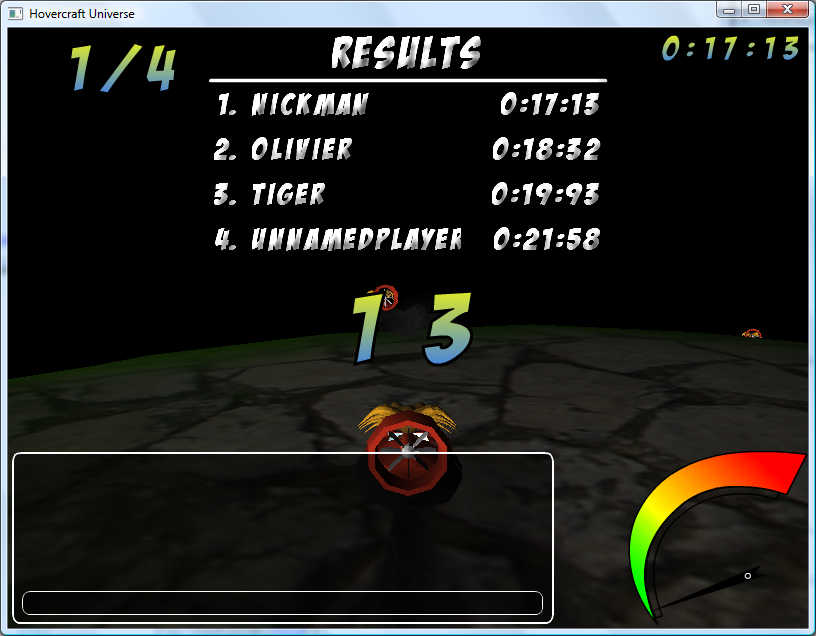 Hovercraft Universe
1/4
RESULTS
0:17:13
1. NICKMAN 0:17:13
2. OLIVIER 0:18:32
3. TIGER 0:19:93
4. UNNAMEDPLAYER 0:21:58
1 3